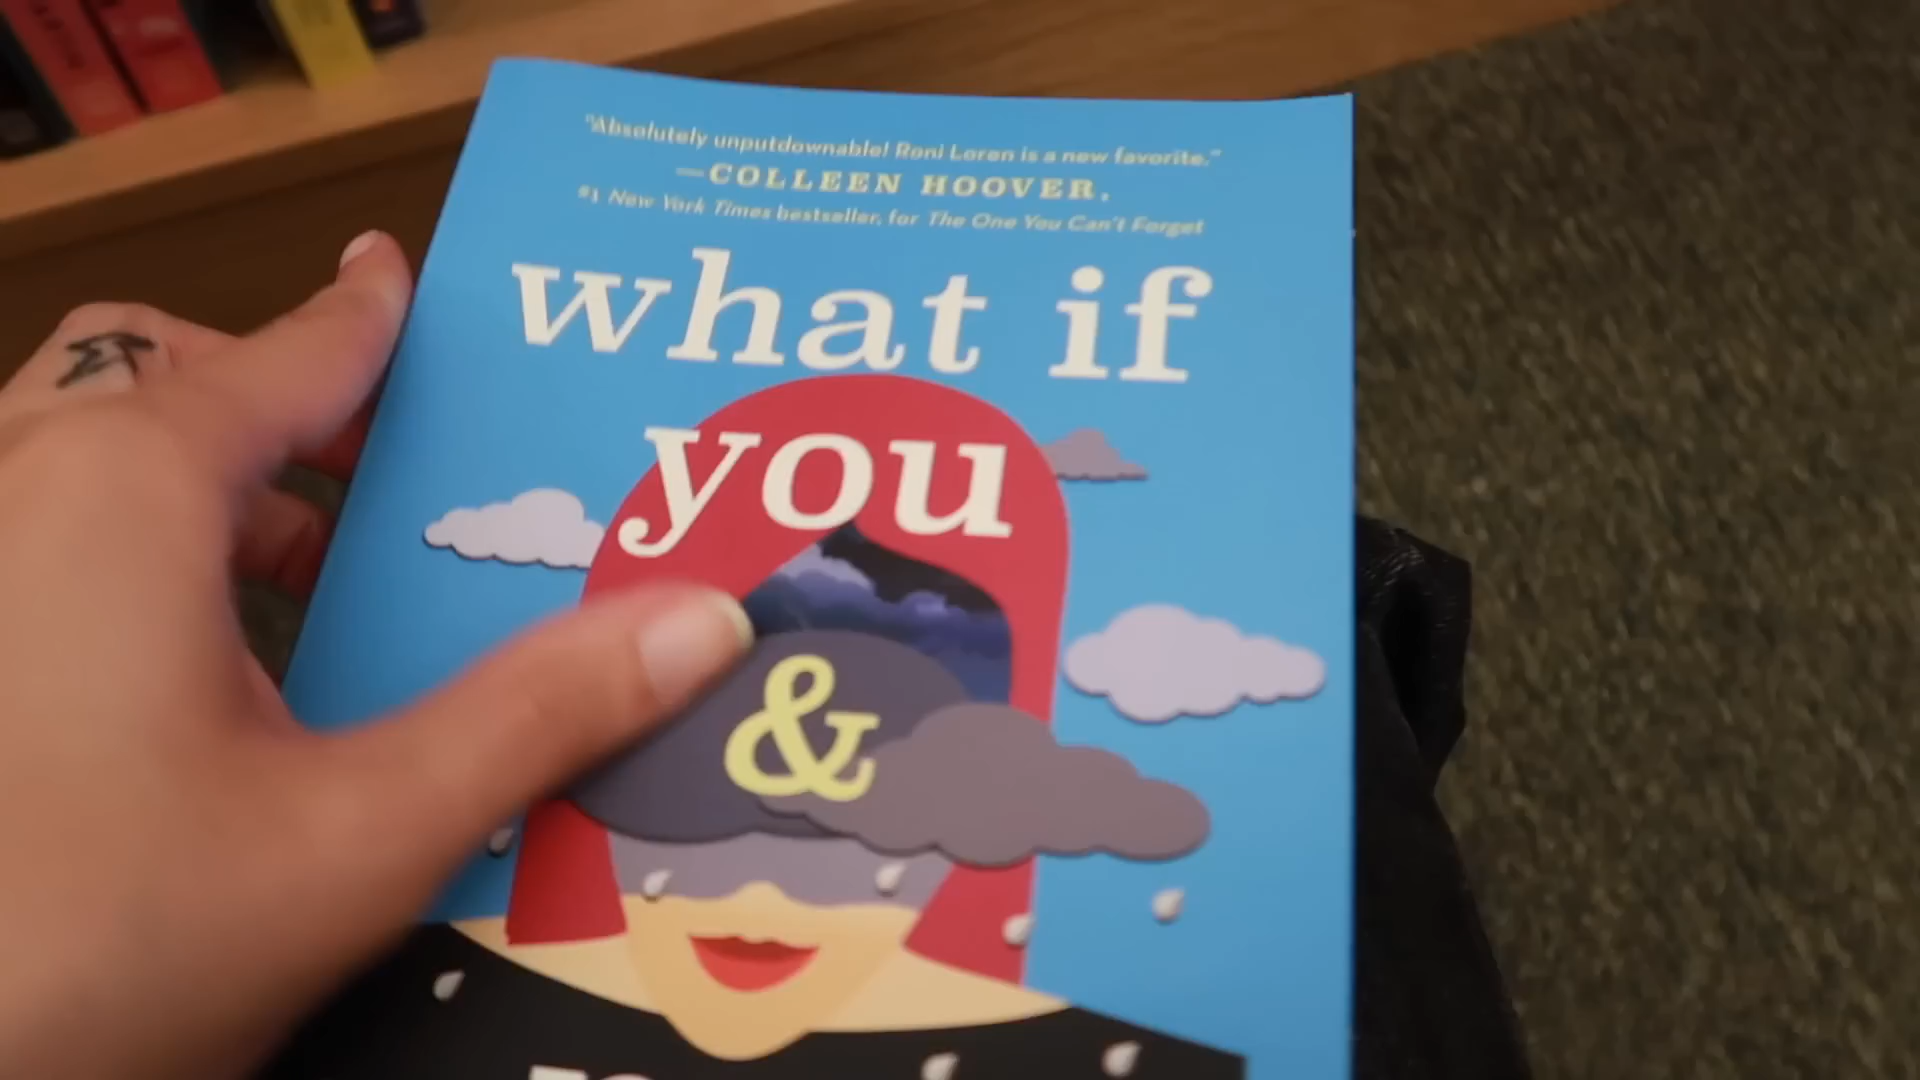 "Absolutely unputdownable! Roni Loren is a new favorite."
—COLLEEN HOOVER.
#1 New York Times bestseller, for The One You Can't Forget
what if
you
&